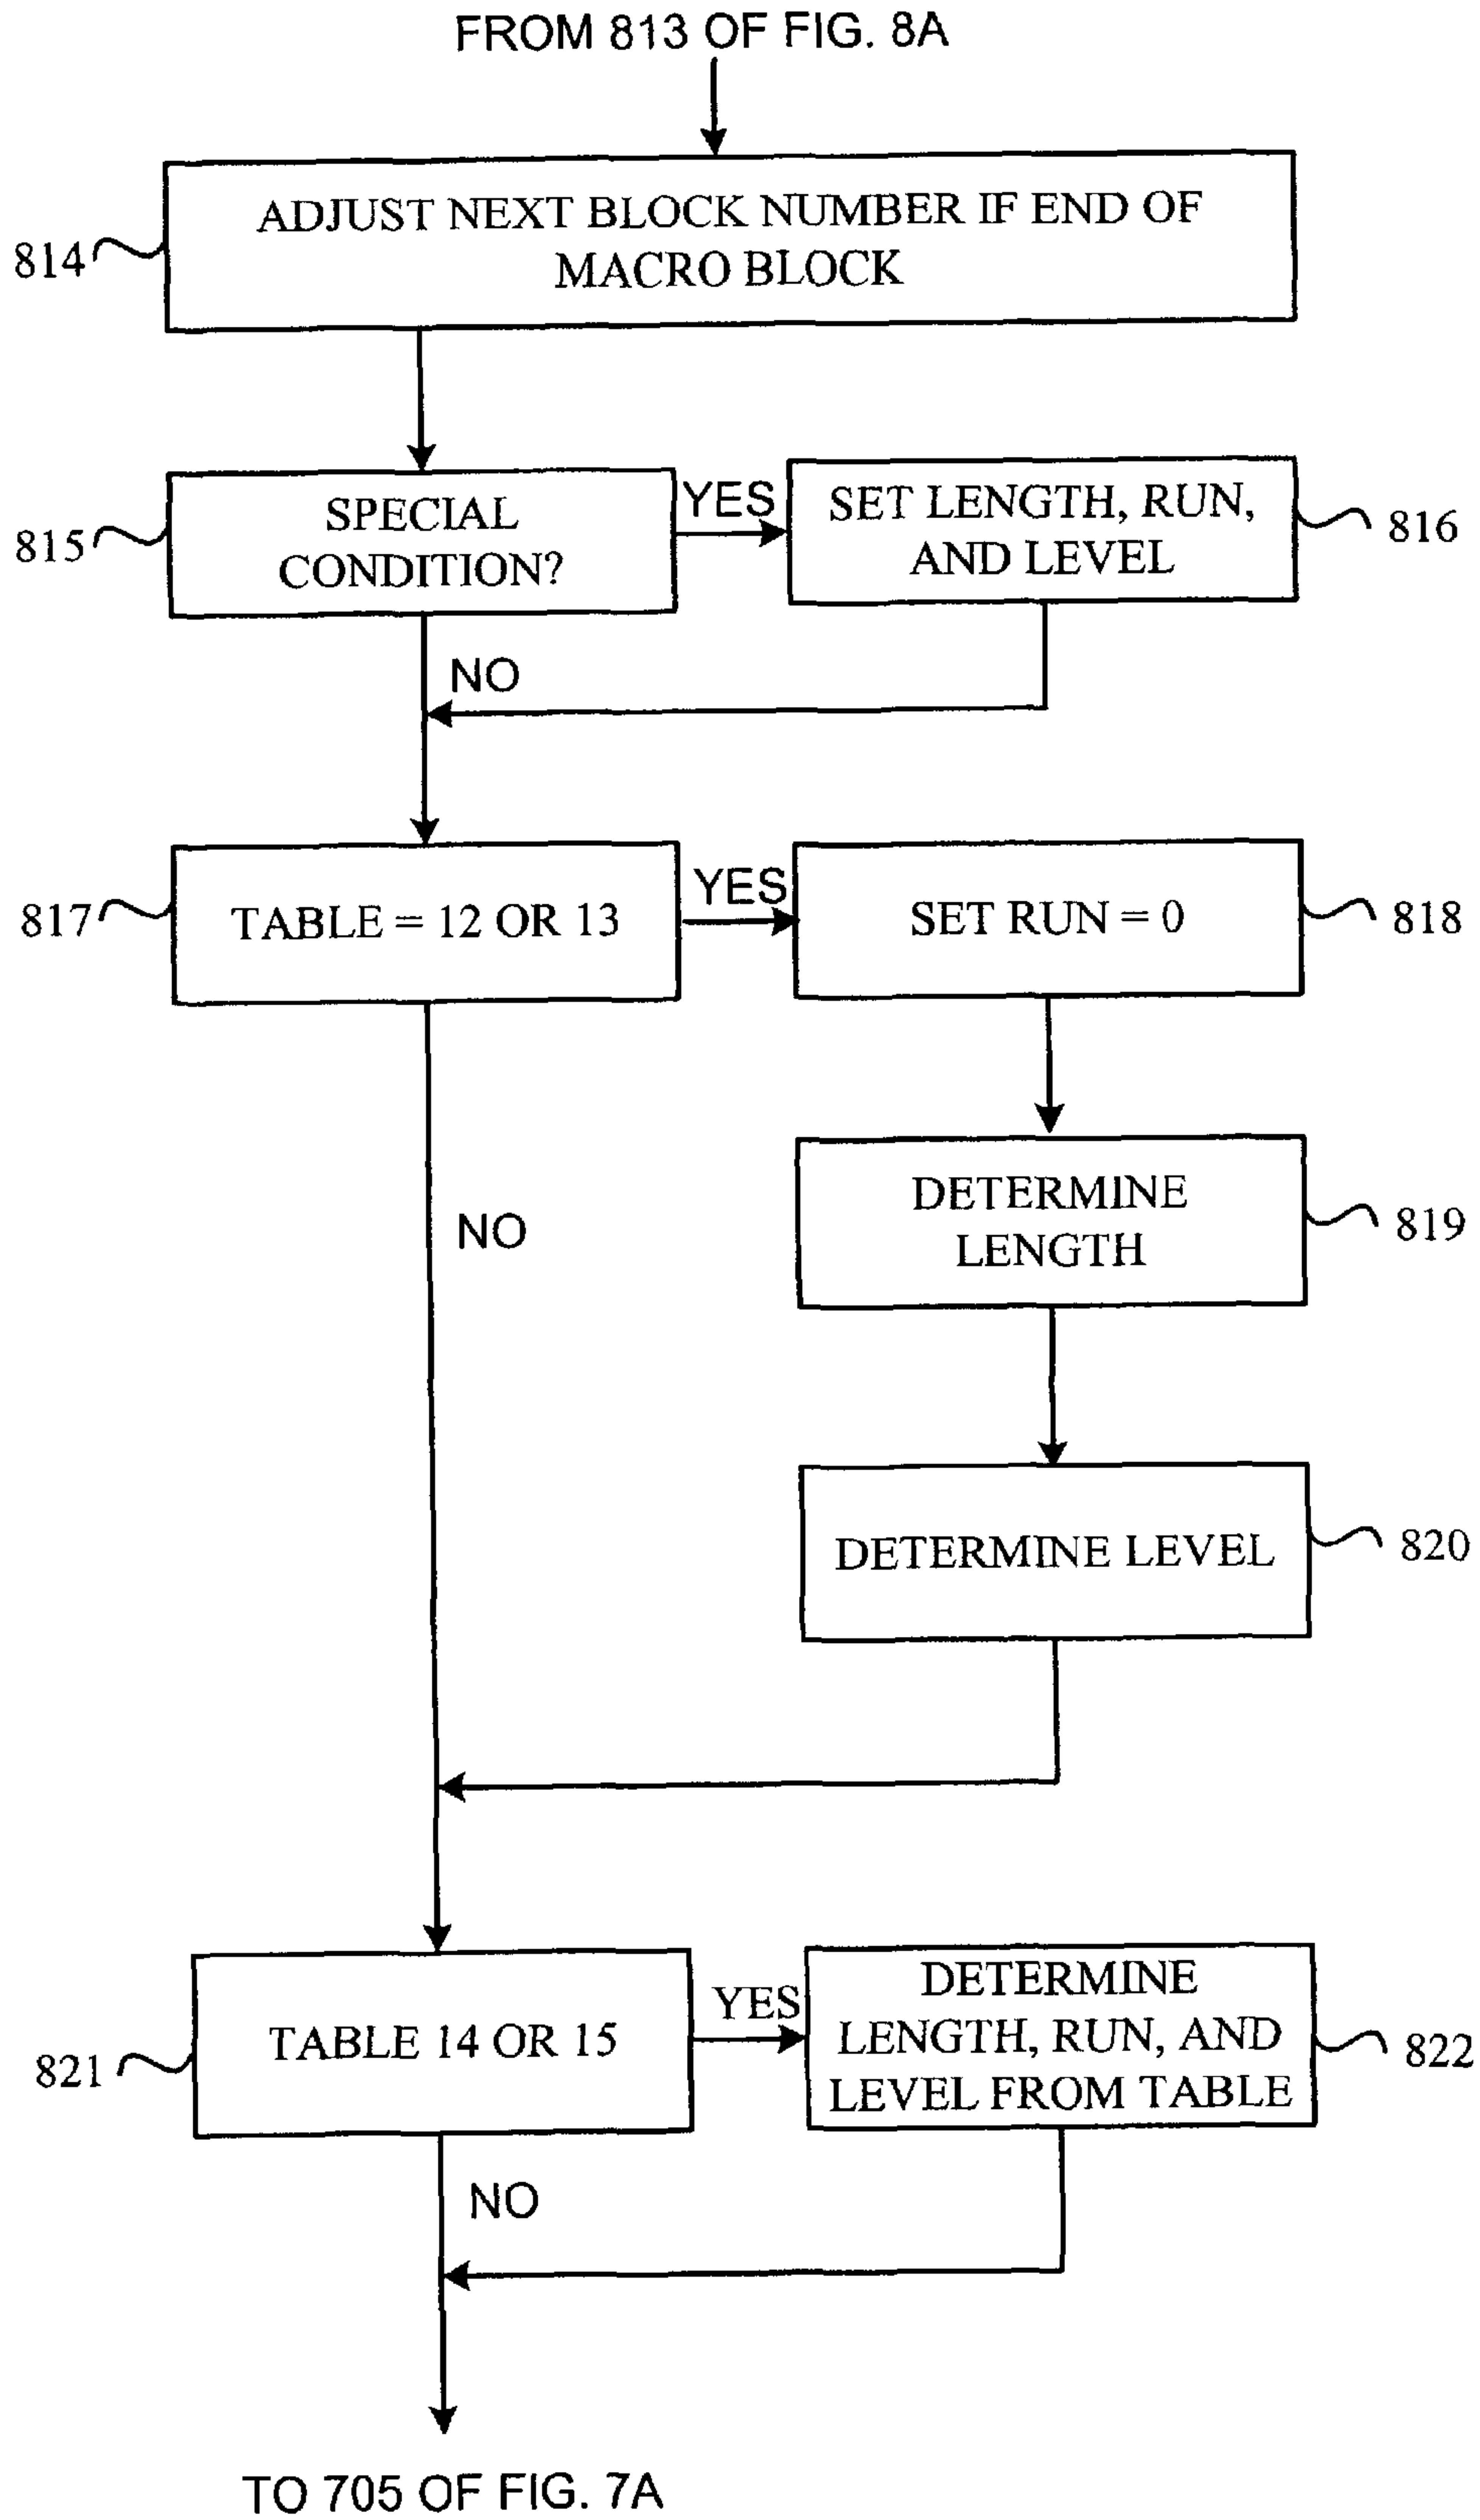 FROM 813 OF FIG. 8A
ADJUST NEXT BLOCK NUMBER IF END OF
MACRO BLOCK
814
SPECIAL
CONDITION?
815
YES
SET LENGTH, RUN,
AND LEVEL
816
NO
TABLE = 12 OR 13
817
YES
SET RUN = 0
818
DETERMINE
LENGTH
819
NO
DETERMINE LEVEL
820
TABLE 14 OR 15
821
YES
DETERMINE
LENGTH, RUN, AND
LEVEL FROM TABLE
822
NO
TO 705 OF FIG. 7A